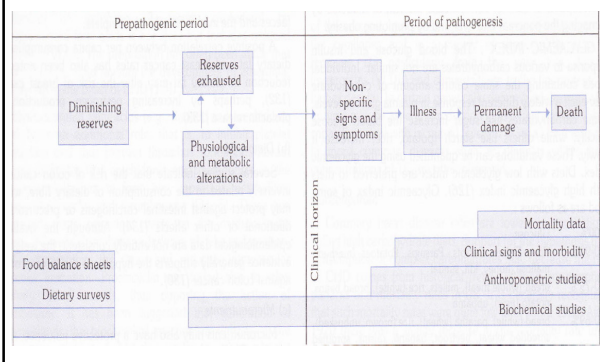 Prepathogenic period
Period of pathogenesis
Diminishing
reserves
Reserves
exhausted
Physiological
and metabolic
alterations
Non-
specific
signs and
symptoms
Illness
Permanent
damage
Death
Clinical horizon
Mortality data
Clinical signs and morbidity
Anthropometric studies
Biochemical studies
Food balance sheets
Dietary surveys